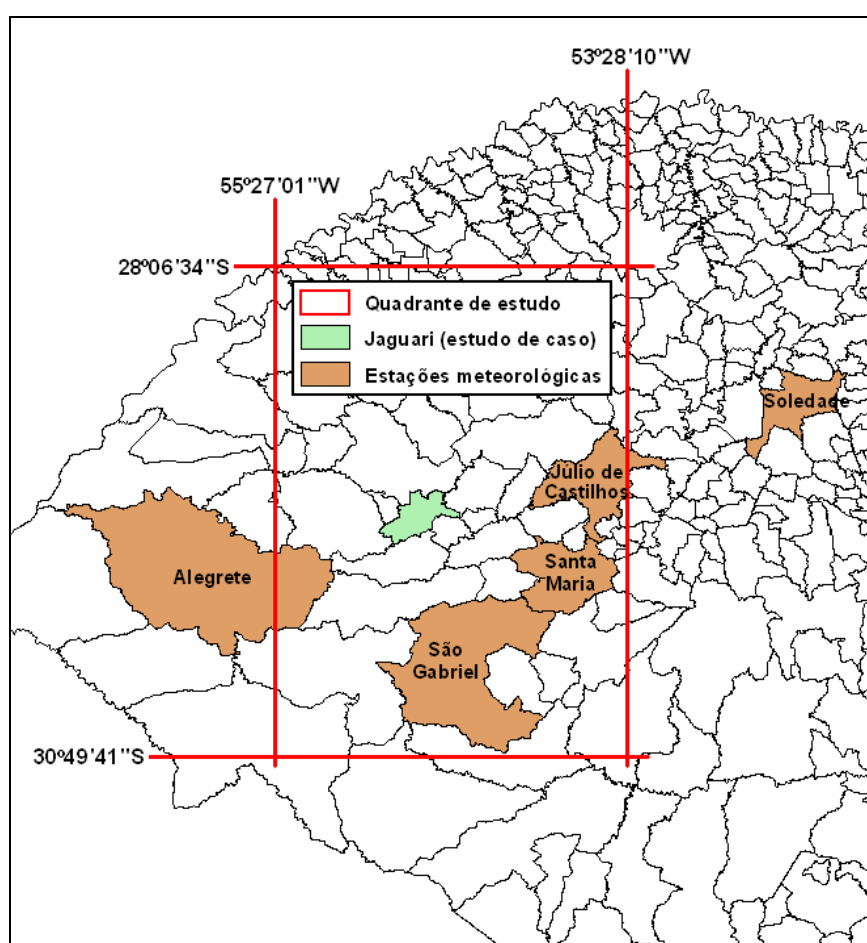 53º28'10"W
55º27'01"W
28º06'34"S
Quadrante de estudo
Jaguari (estudo de caso)
Estações meteorológicas
Soledade
Júlio de
Castilhos
Santa
Maria
Alegrete
São
Gabriel
30º49'41"S